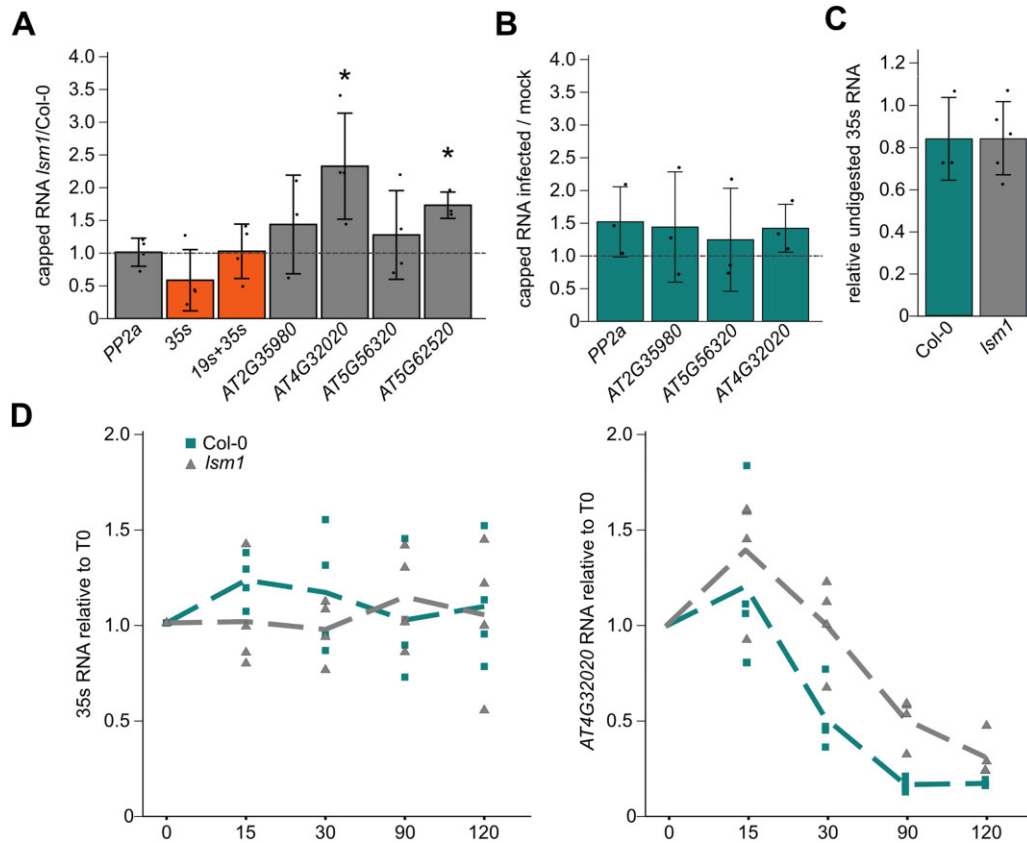 A
capped RNA lsm1/Col-0
4.0
3.5
3.0
2.5
2.0
1.5
1.0
0.5
0
*
*
PP2a
35s
19s+35s
AT2G35980
AT4G32020
AT5G56320
AT5G62520
B
capped RNA infected / mock
4.0
3.5
3.0
2.5
2.0
1.5
1.0
0.5
0
PP2a
AT2G35980
AT5G56320
AT4G32020
C
relative undigested 35s RNA
1.2
1.0
0.8
0.6
0.4
0.2
0
Col-0
lsm1
D
35s RNA relative to T0
2.0
1.5
1.0
0.5
0
Col-0
lsm1
0 15 30 90 120
AT4G32020 RNA relative to T0
2.0
1.5
1.0
0.5
0
0 15 30 90 120